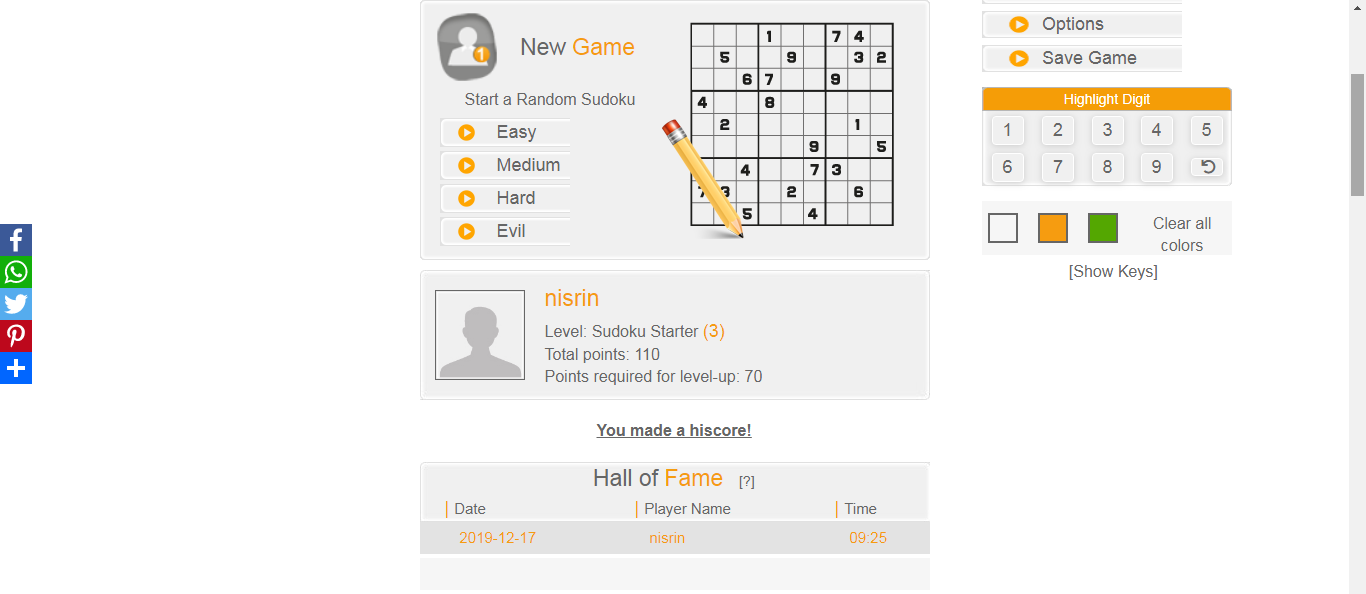 New Game
Start a Random Sudoku
Easy
Medium
Hard
Evil
1
1 7 4
5 9 3 2
6 7 9
4 8
2 1
9 5
4 7 3
7 3 2 6
5 4
nisrin
Level: Sudoku Starter (3)
Total points: 110
Points required for level-up: 70
You made a hiscore!
Hall of Fame [?]
Date Player Name Time
2019-12-17 nisrin 09:25
Options
Save Game
Highlight Digit
1 2 3 4 5
6 7 8 9
Clear all
colors
[Show Keys]